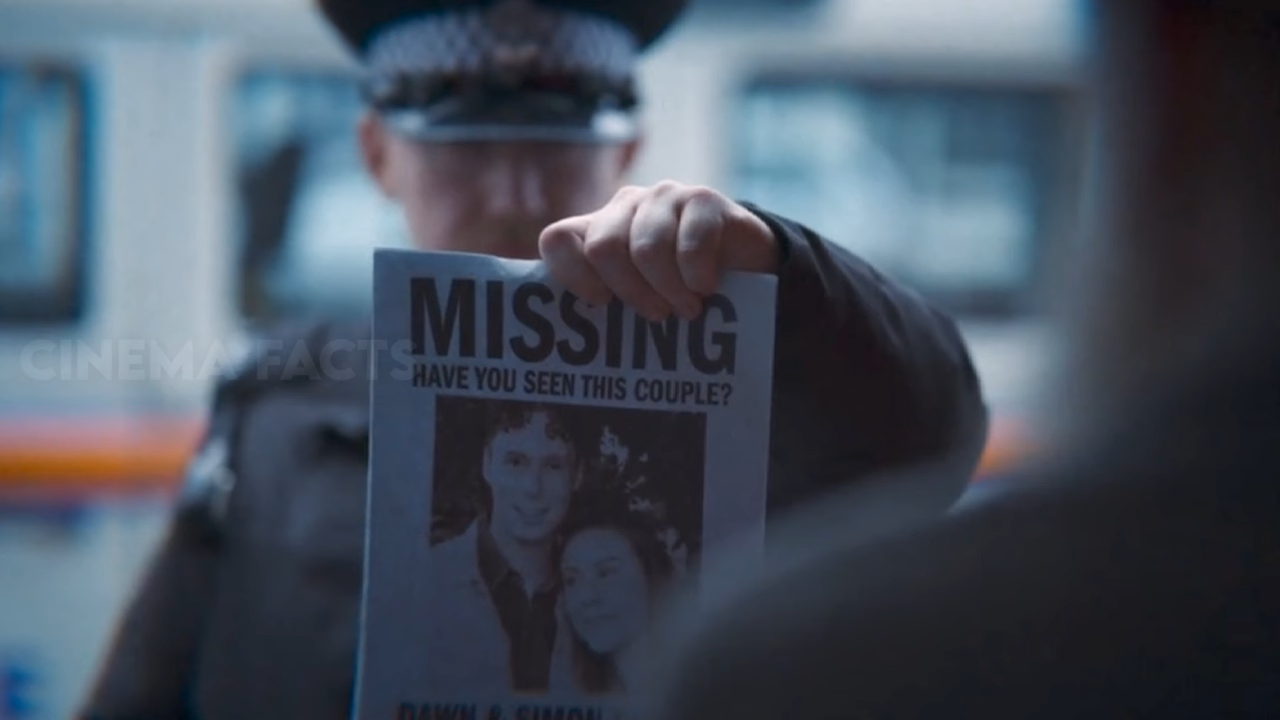 CINEMA FACTS
MISSING
HAVE YOU SEEN THIS COUPLE?
DAWN & SIMON